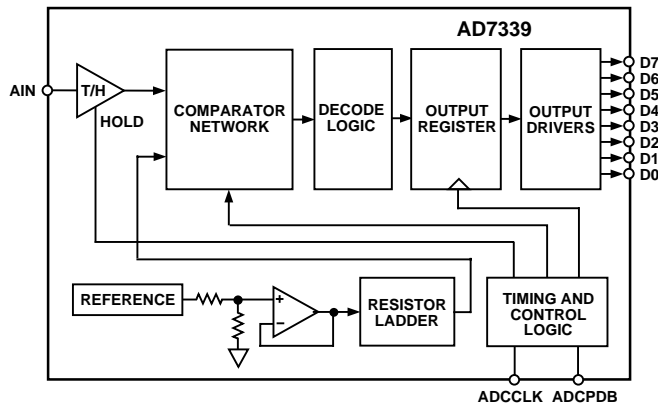 AD7339
AIN
T/H
HOLD
COMPARATOR
NETWORK
DECODE
LOGIC
OUTPUT
REGISTER
OUTPUT
DRIVERS
D7
D6
D5
D4
D3
D2
D1
D0
REFERENCE
+
–
RESISTOR
LADDER
TIMING AND
CONTROL
LOGIC
ADCCLK
ADCPDB